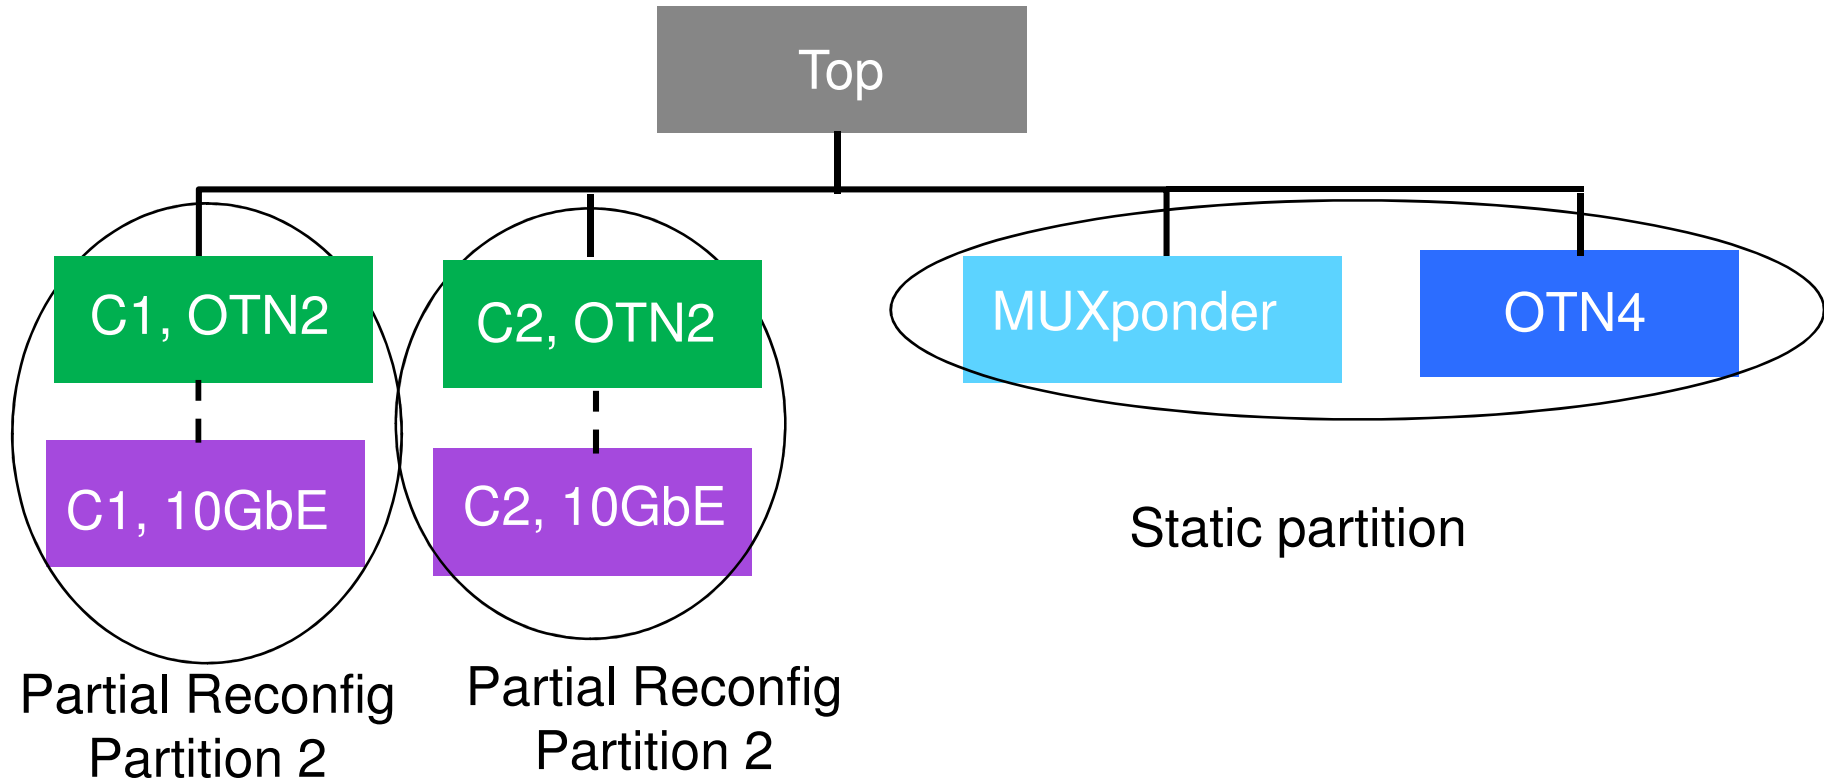 Top
C1, OTN2
C2, OTN2
MUXponder
OTN4
C1, 10GbE
C2, 10GbE
Static partition
Partial Reconfig
Partition 2
Partial Reconfig
Partition 2